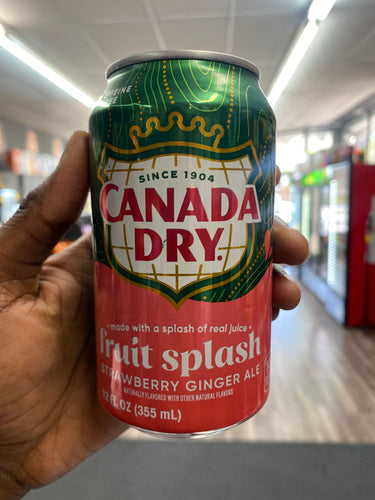 SINCE 1904
CANADA
DRY.
made with a splash of real juice
fruit splash
STRAWBERRY GINGER ALE
NATURALLY FLAVORED WITH OTHER NATURAL FLAVORS
12 FL OZ (355 mL)